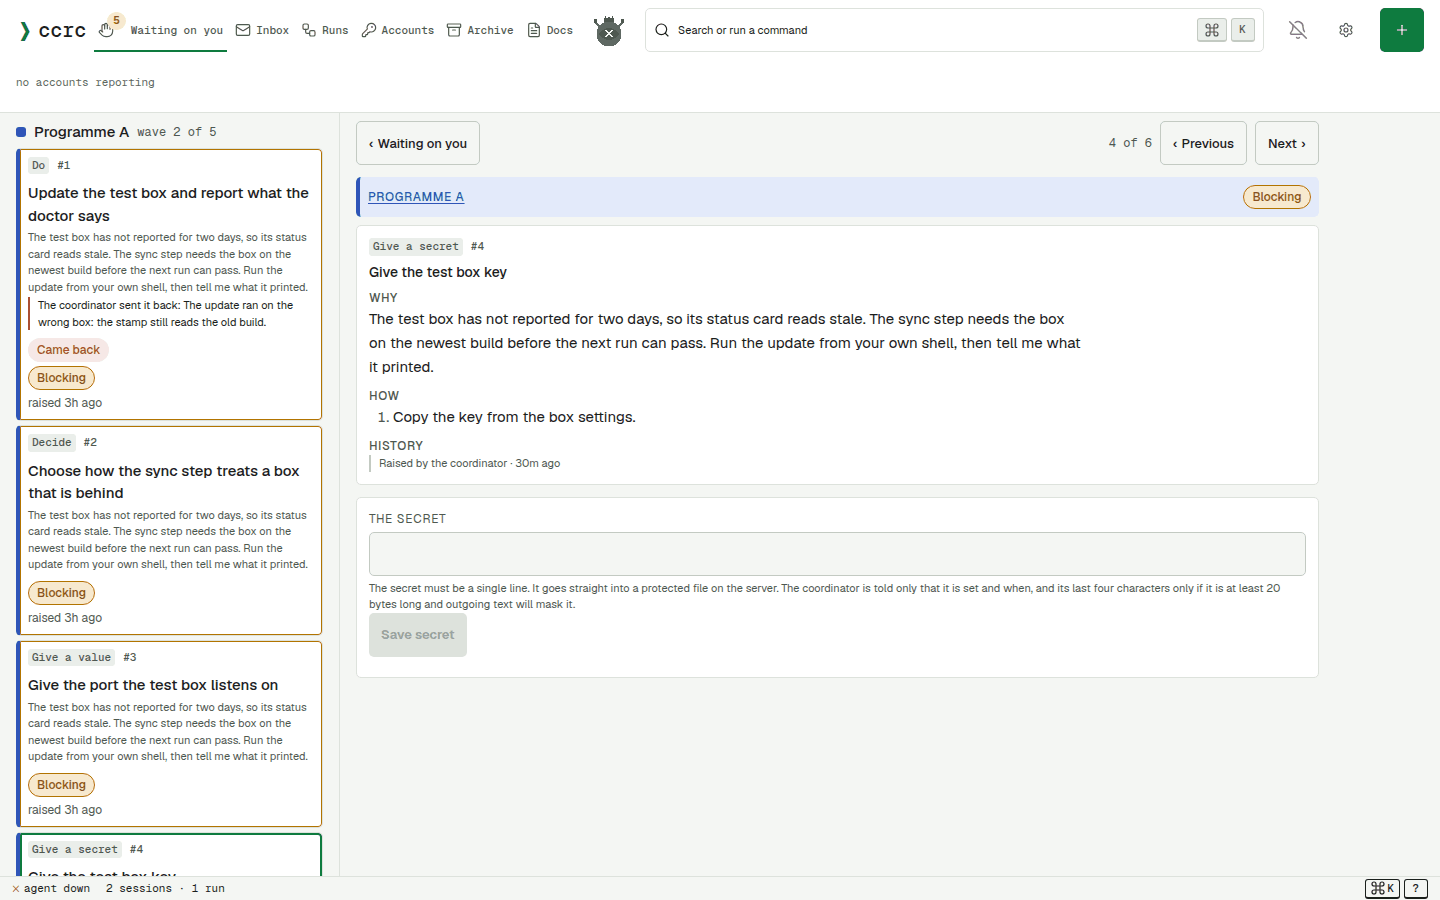 ❯ ccrc
5
Waiting on you
Inbox
Runs
Accounts
Archive
Docs
Search or run a command
⌘ K
+
no accounts reporting
Programme A wave 2 of 5
Do #1
Update the test box and report what the
doctor says
The test box has not reported for two days, so its status
card reads stale. The sync step needs the box on the
newest build before the next run can pass. Run the
update from your own shell, then tell me what it printed.
The coordinator sent it back: The update ran on the
wrong box: the stamp still reads the old build.
Came back
Blocking
raised 3h ago
Decide #2
Choose how the sync step treats a box
that is behind
The test box has not reported for two days, so its status
card reads stale. The sync step needs the box on the
newest build before the next run can pass. Run the
update from your own shell, then tell me what it printed.
Blocking
raised 3h ago
Give a value #3
Give the port the test box listens on
The test box has not reported for two days, so its status
card reads stale. The sync step needs the box on the
newest build before the next run can pass. Run the
update from your own shell, then tell me what it printed.
Blocking
raised 3h ago
Give a secret #4
Give the test box key
‹ Waiting on you
4 of 6
‹ Previous
Next ›
PROGRAMME A
Blocking
Give a secret #4
Give the test box key
WHY
The test box has not reported for two days, so its status card reads stale. The sync step needs the box
on the newest build before the next run can pass. Run the update from your own shell, then tell me what
it printed.
HOW
1. Copy the key from the box settings.
HISTORY
Raised by the coordinator · 30m ago
THE SECRET
The secret must be a single line. It goes straight into a protected file on the server. The coordinator is told only that it is set and when, and its last four characters only if it is at least 20
bytes long and outgoing text will mask it.
Save secret
× agent down 2 sessions · 1 run
⌘ K ?